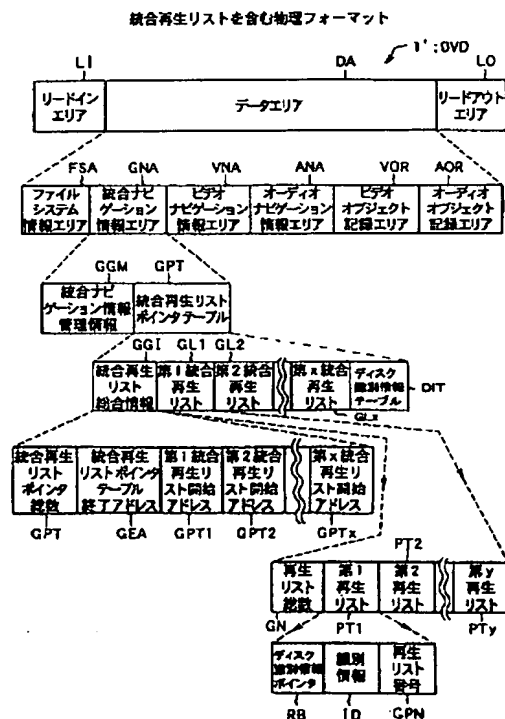 統合再生リストを含む物理フォーマット
1':DVD
LI
DA
LO
リードイン
エリア
データエリア
リードアウト
エリア
FSA
GNA
VNA
ANA
VOR
AOR
ファイル
システム
情報エリア
統合ナビ
ゲーション
情報エリア
ビデオ
ナビゲーション
情報エリア
オーディオ
ナビゲーション
情報エリア
ビデオ
オブジェクト
記録エリア
オーディオ
オブジェクト
記録エリア
GGM
GPT
統合ナビ
ゲーション情報
管理情報
統合再生リスト
ポインタテーブル
GGI
GL1
GL2
統合再生
リスト
総合情報
第1統合
再生
リスト
第2統合
再生
リスト
第x統合
再生
リスト
ディスク
識別情報
テーブル
DIT
GLx
統合再生
リスト
ポインタ
総数
統合再生
リストポインタ
テーブル
終了アドレス
第1統合
再生リ
スト開始
アドレス
第2統合
再生リ
スト開始
アドレス
第x統合
再生リ
スト開始
アドレス
GPT
GEA
GPT1
GPT2
GPTx
PT2
再生
リスト
総数
第1
再生
リスト
第2
再生
リスト
第y
再生
リスト
GN
PT1
PTy
ディスク
識別情報
ポインタ
識別
情報
再生
リスト
番号
RB
ID
GPN